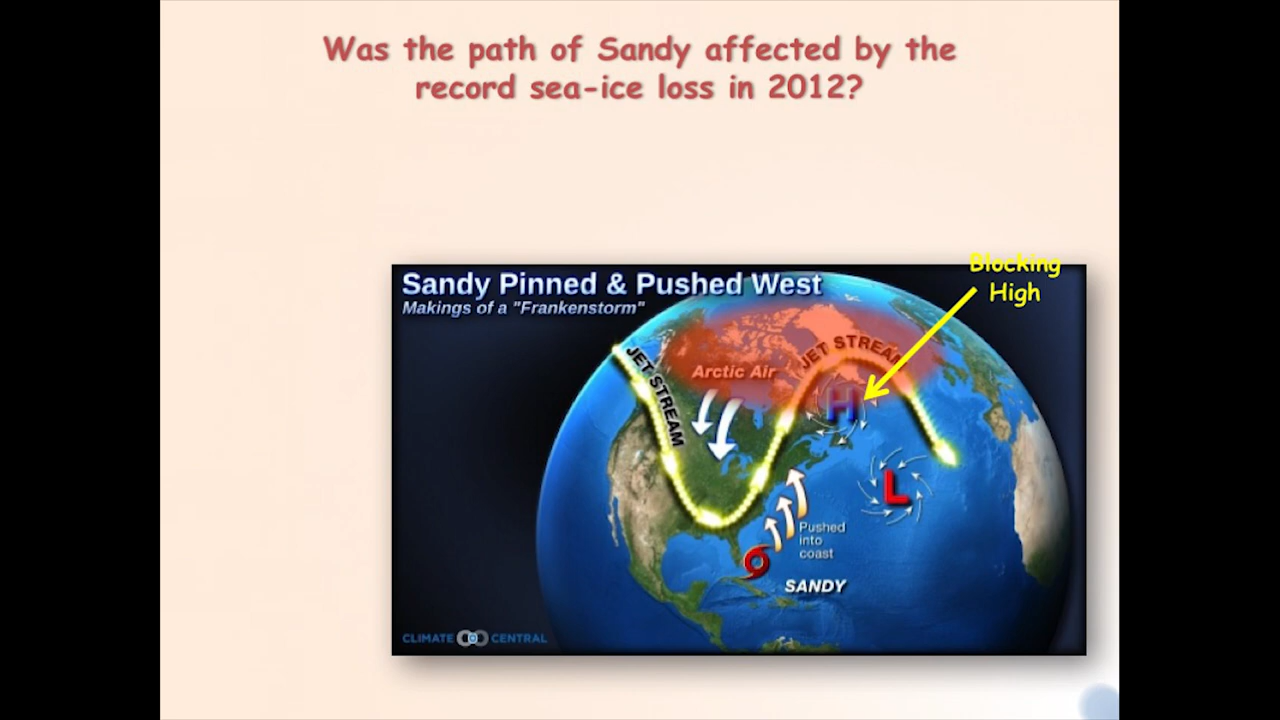 Was the path of Sandy affected by the
record sea-ice loss in 2012?
Blocking
High
Sandy Pinned & Pushed West
Makings of a "Frankenstorm"
JET STREAM
JET STREAM
Arctic Air
H
L
Pushed
into
coast
SANDY
CLIMATE CENTRAL